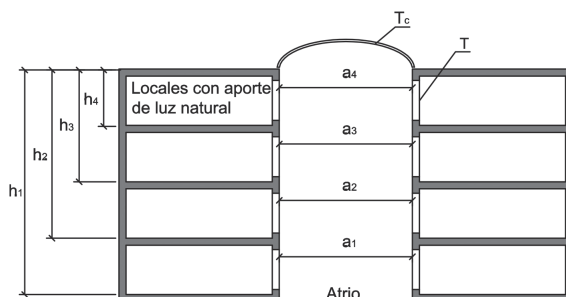 Tc
T
Locales con aporte
de luz natural
a4
h4
a3
h3
h2
a2
h1
a1
Atrio